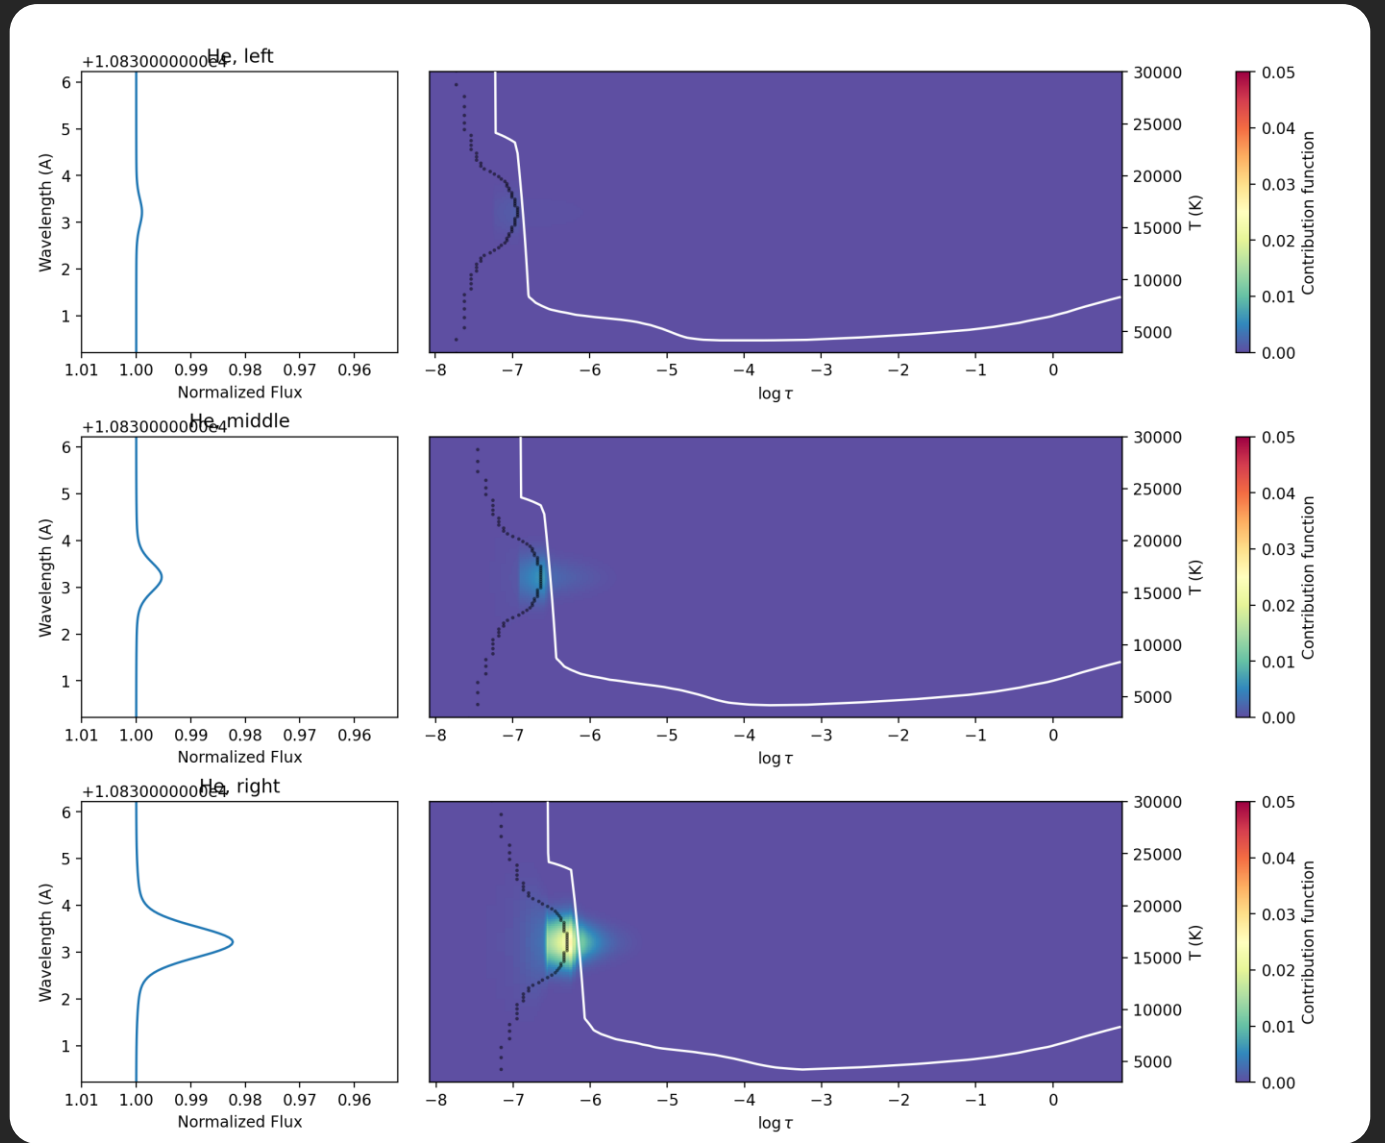 He, left
+1.0830000000e4
6
5
4
3
2
1
Wavelength (A)
1.01 1.00 0.99 0.98 0.97 0.96
Normalized Flux
−8 −7 −6 −5 −4 −3 −2 −1 0
log τ
30000
25000
20000
15000
10000
5000
T (K)
0.05
0.04
0.03
0.02
0.01
0.00
Contribution function
He, middle
+1.0830000000e4
6
5
4
3
2
1
Wavelength (A)
1.01 1.00 0.99 0.98 0.97 0.96
Normalized Flux
−8 −7 −6 −5 −4 −3 −2 −1 0
log τ
30000
25000
20000
15000
10000
5000
T (K)
0.05
0.04
0.03
0.02
0.01
0.00
Contribution function
He, right
+1.0830000000e4
6
5
4
3
2
1
Wavelength (A)
1.01 1.00 0.99 0.98 0.97 0.96
Normalized Flux
−8 −7 −6 −5 −4 −3 −2 −1 0
log τ
30000
25000
20000
15000
10000
5000
T (K)
0.05
0.04
0.03
0.02
0.01
0.00
Contribution function